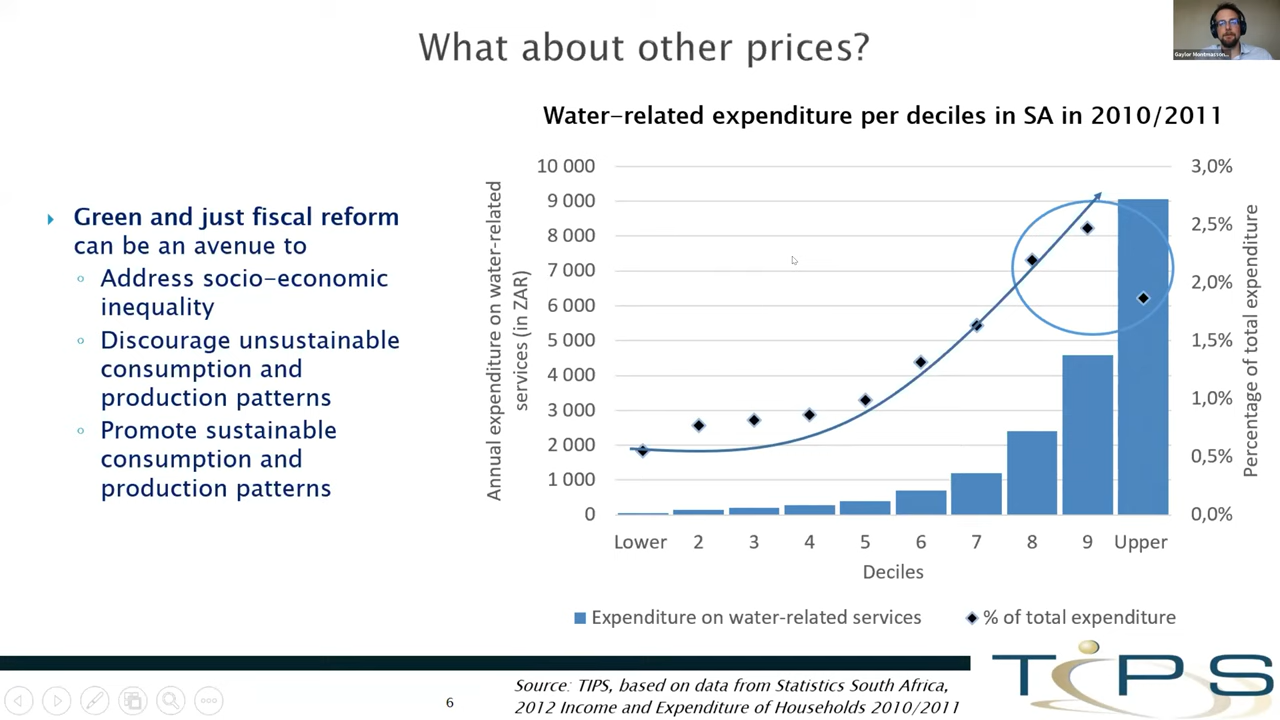 What about other prices?
Gaylor Montmasson...
Green and just fiscal reform
can be an avenue to
Address socio-economic
inequality
Discourage unsustainable
consumption and
production patterns
Promote sustainable
consumption and
production patterns
Water-related expenditure per deciles in SA in 2010/2011
Annual expenditure on water-related
services (in ZAR)
10 000
9 000
8 000
7 000
6 000
5 000
4 000
3 000
2 000
1 000
0
3,0%
2,5%
2,0%
1,5%
1,0%
0,5%
0,0%
Percentage of total expenditure
Lower 2 3 4 5 6 7 8 9 Upper
Deciles
Expenditure on water-related services % of total expenditure
Source: TIPS, based on data from Statistics South Africa,
2012 Income and Expenditure of Households 2010/2011
6
TIPS